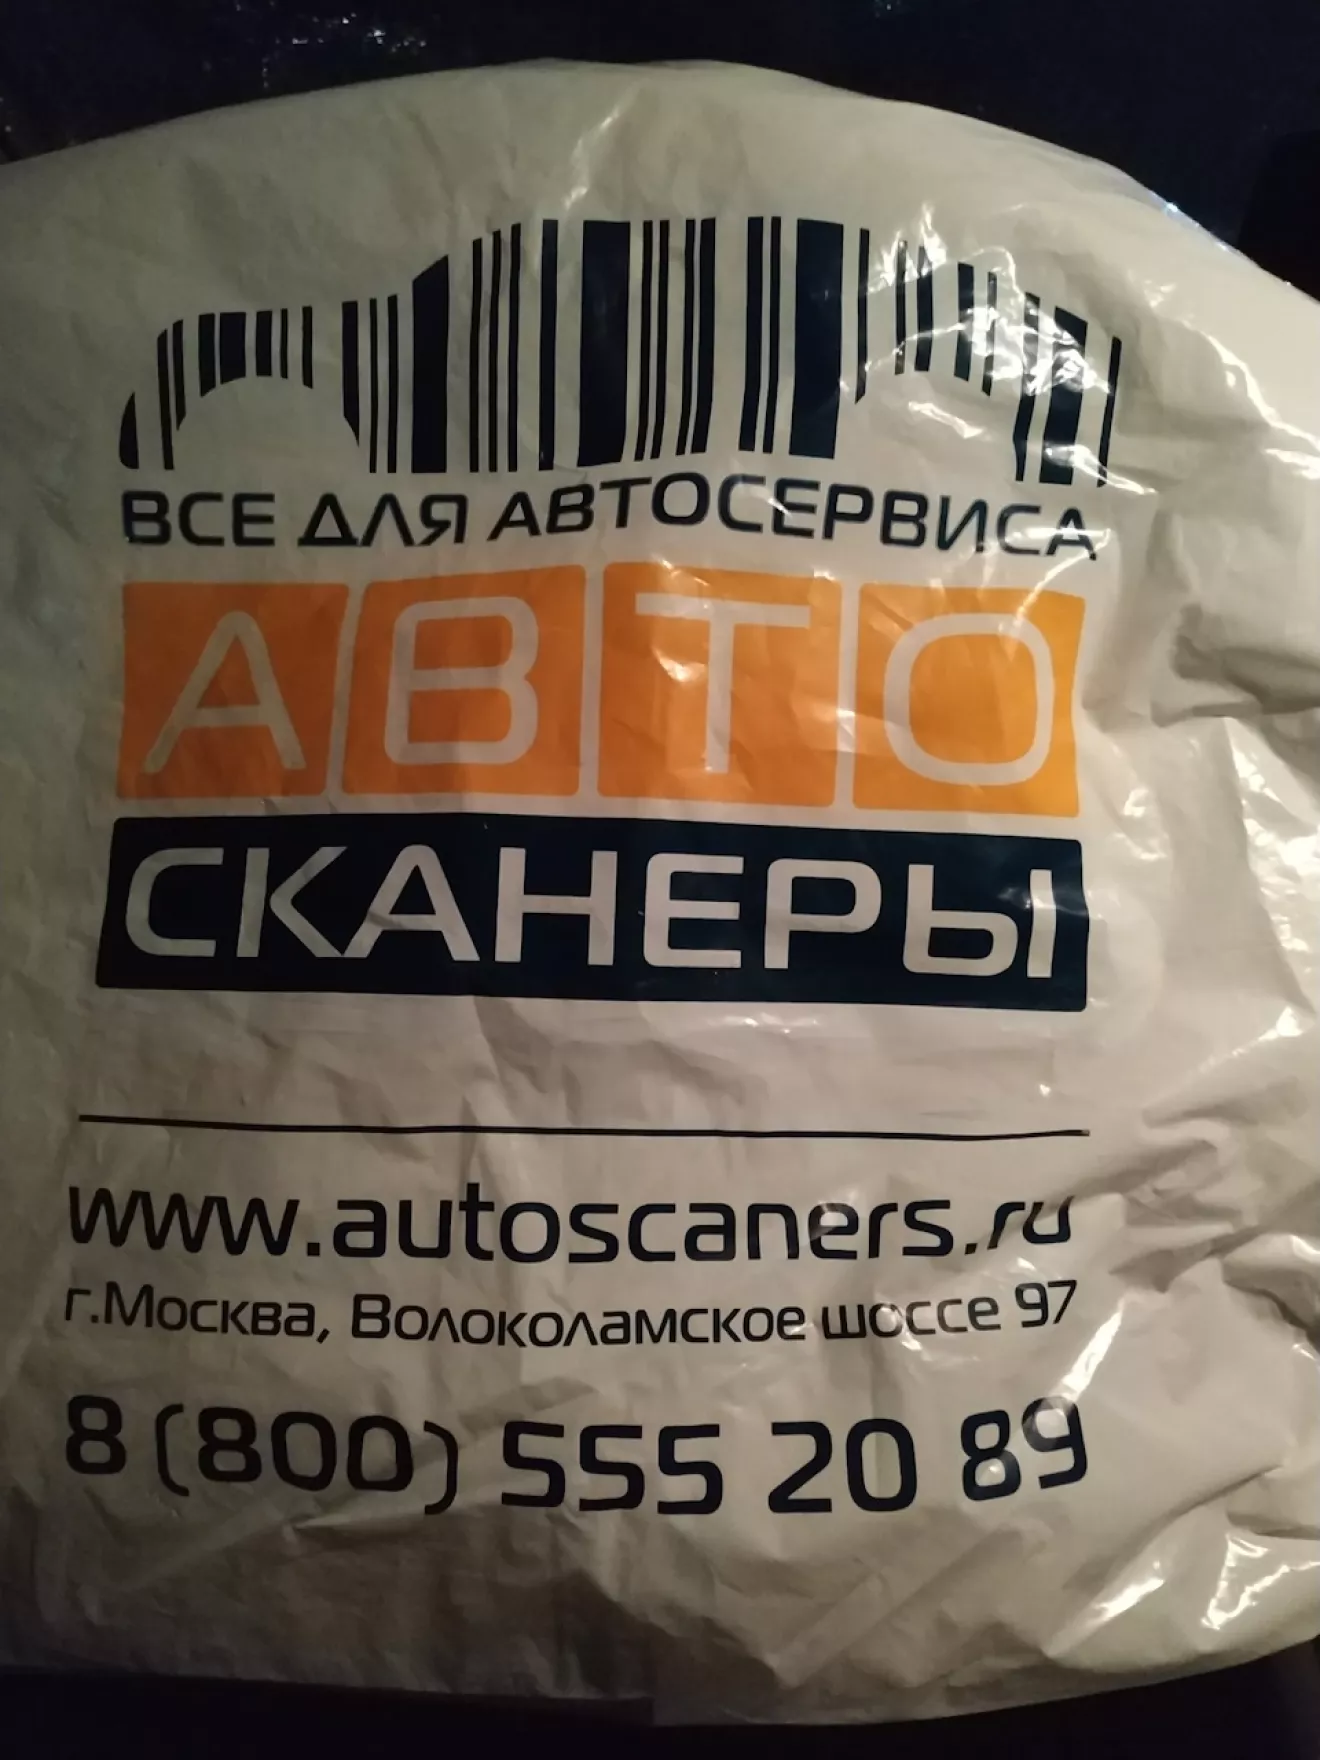 ВСЕ ДЛЯ АВТОСЕРВИСА
АВТО
СКАНЕРЫ
www.autoscaners.ru
г.Москва, Волоколамское шоссе 97
8 (800) 555 20 89